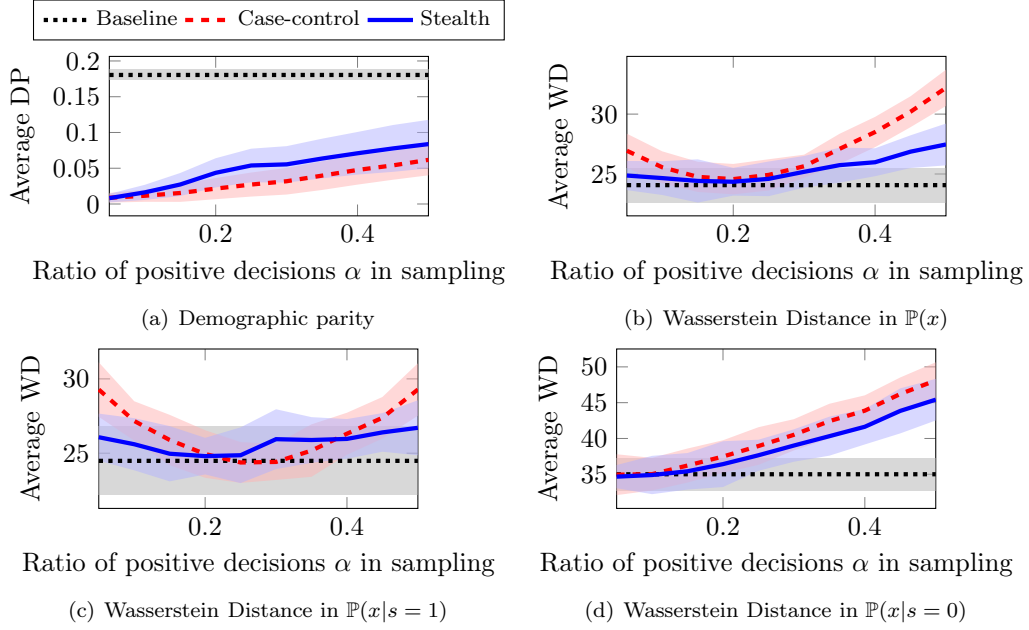 Baseline Case-control Stealth
Average DP
0.2
0.15
0.1
0.05
0
0.2 0.4
Ratio of positive decisions α in sampling
(a) Demographic parity
Average WD
30
25
0.2 0.4
Ratio of positive decisions α in sampling
(b) Wasserstein Distance in ℙ(x)
Average WD
30
25
0.2 0.4
Ratio of positive decisions α in sampling
(c) Wasserstein Distance in ℙ(x|s = 1)
Average WD
50
45
40
35
0.2 0.4
Ratio of positive decisions α in sampling
(d) Wasserstein Distance in ℙ(x|s = 0)